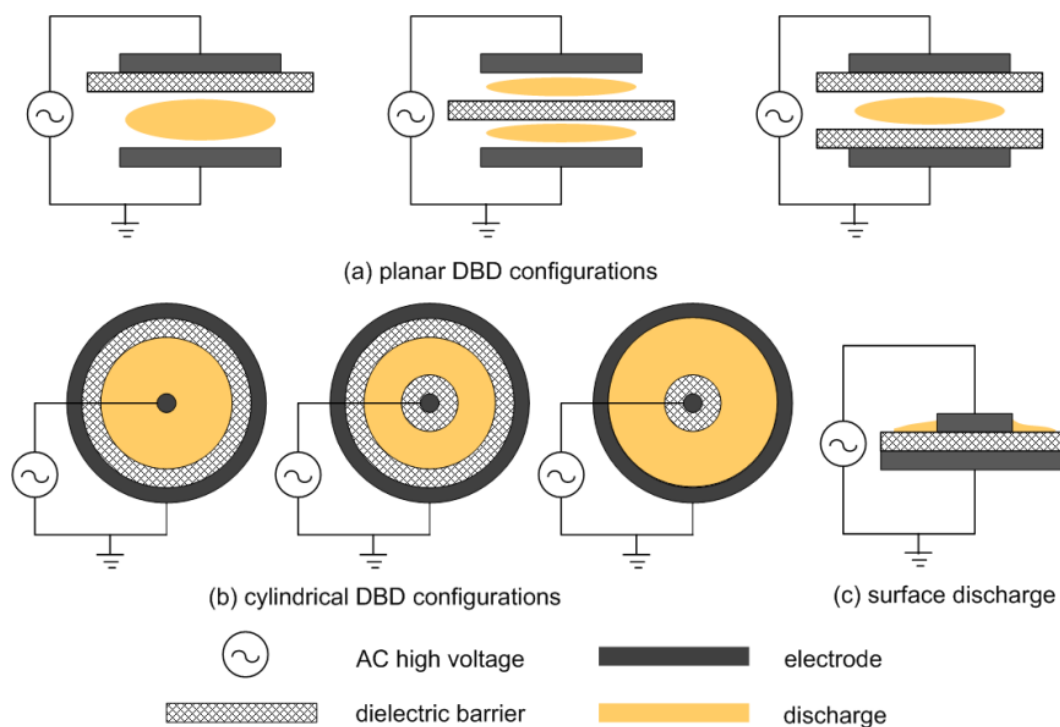 (a) planar DBD configurations
(b) cylindrical DBD configurations
(c) surface discharge
AC high voltage
electrode
dielectric barrier
discharge